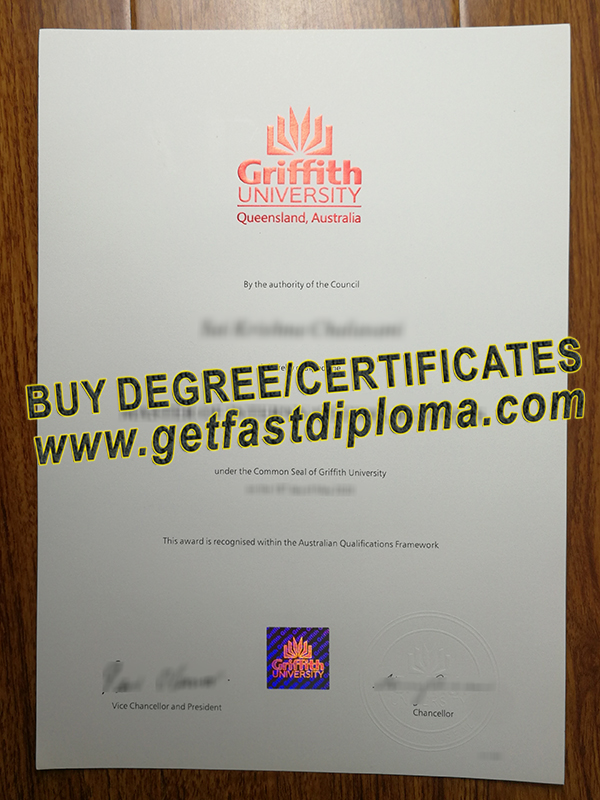 Griffith
UNIVERSITY
Queensland, Australia
By the authority of the Council
BUY DEGREE/CERTIFICATES
www.getfastdiploma.com
under the Common Seal of Griffith University
This award is recognised within the Australian Qualifications Framework
Griffith
UNIVERSITY
Vice Chancellor and President
Chancellor